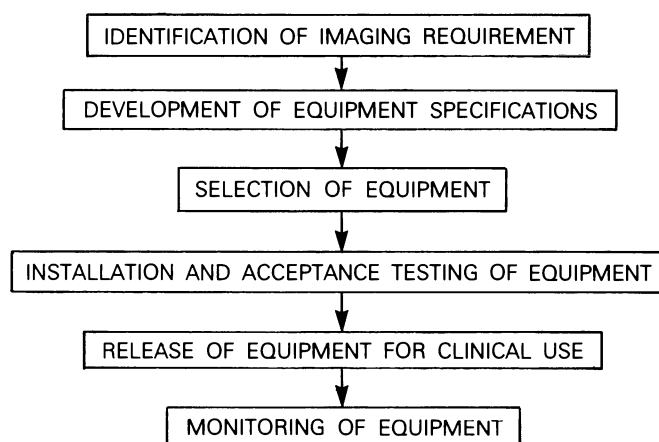 IDENTIFICATION OF IMAGING REQUIREMENT
DEVELOPMENT OF EQUIPMENT SPECIFICATIONS
SELECTION OF EQUIPMENT
INSTALLATION AND ACCEPTANCE TESTING OF EQUIPMENT
RELEASE OF EQUIPMENT FOR CLINICAL USE
MONITORING OF EQUIPMENT